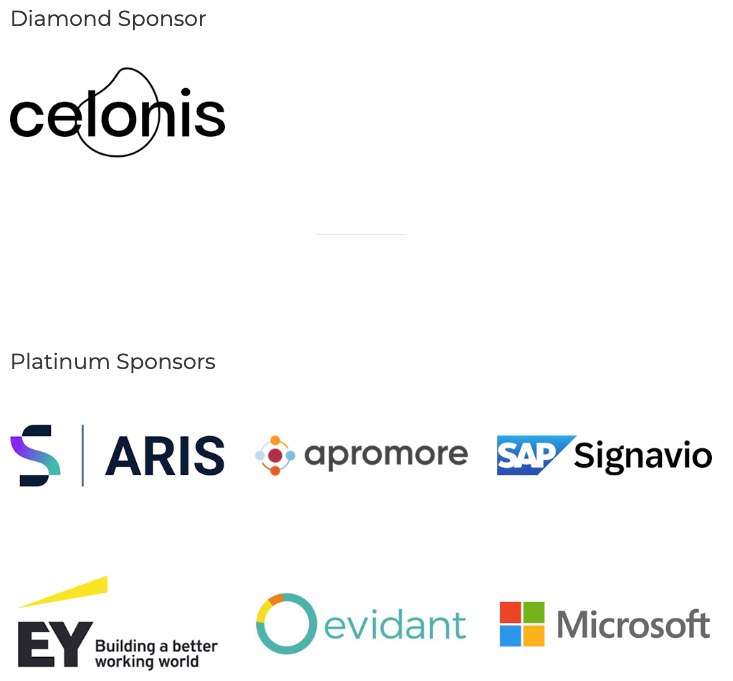 Diamond Sponsor
celonis
Platinum Sponsors
S ARIS
apromore
SAP Signavio
EY Building a better
working world
evidant
Microsoft